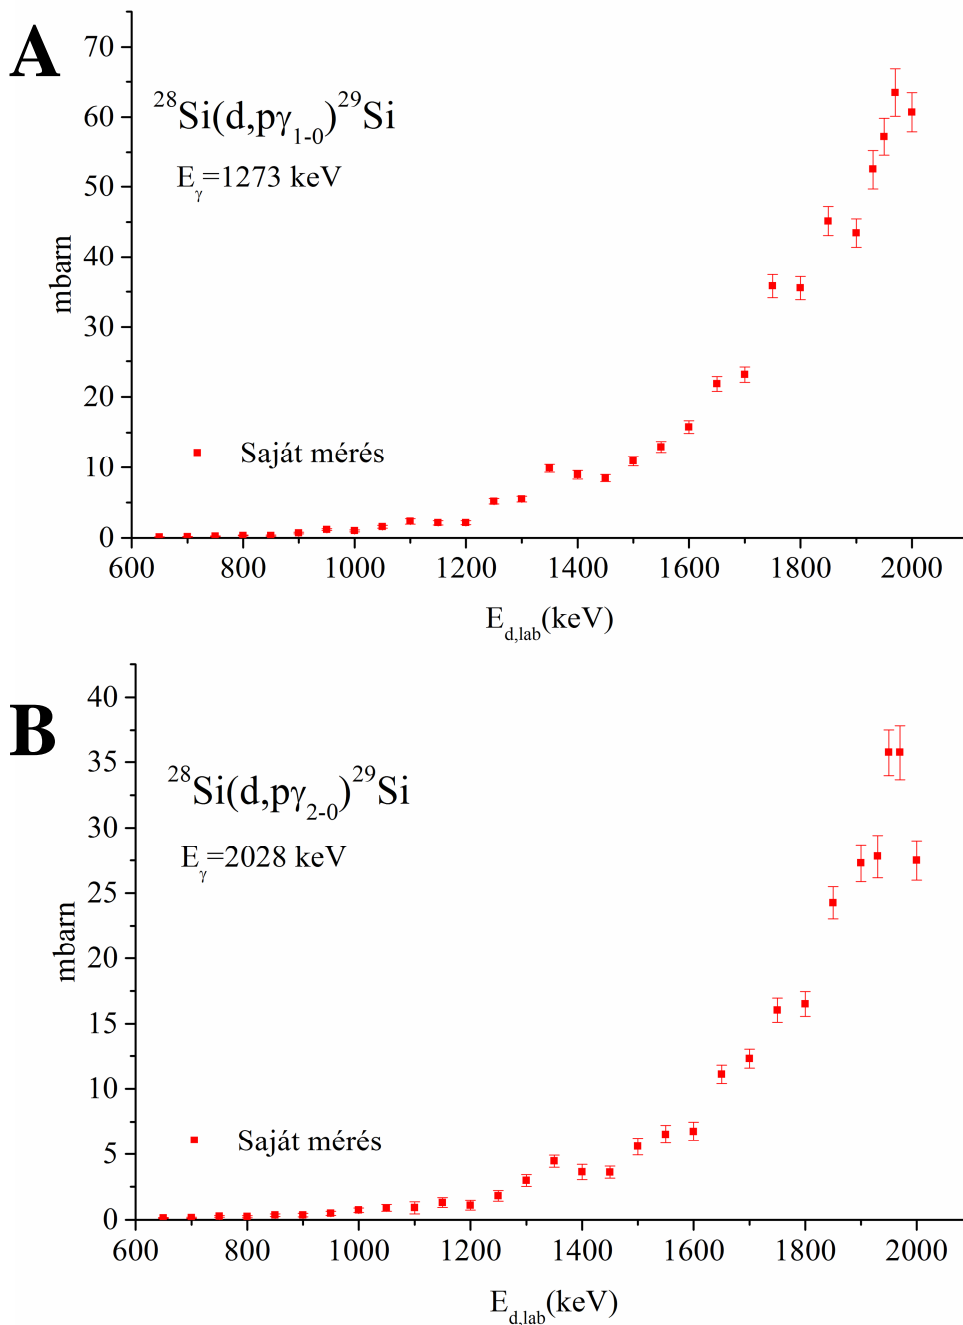 A
²⁸Si(d,pγ₁₋₀)²⁹Si
Eᵧ=1273 keV
mbarn
70
60
50
40
30
20
10
0
Saját mérés
600 800 1000 1200 1400 1600 1800 2000
E_d,lab(keV)
B
²⁸Si(d,pγ₂₋₀)²⁹Si
Eᵧ=2028 keV
mbarn
40
35
30
25
20
15
10
5
0
Saját mérés
600 800 1000 1200 1400 1600 1800 2000
E_d,lab(keV)